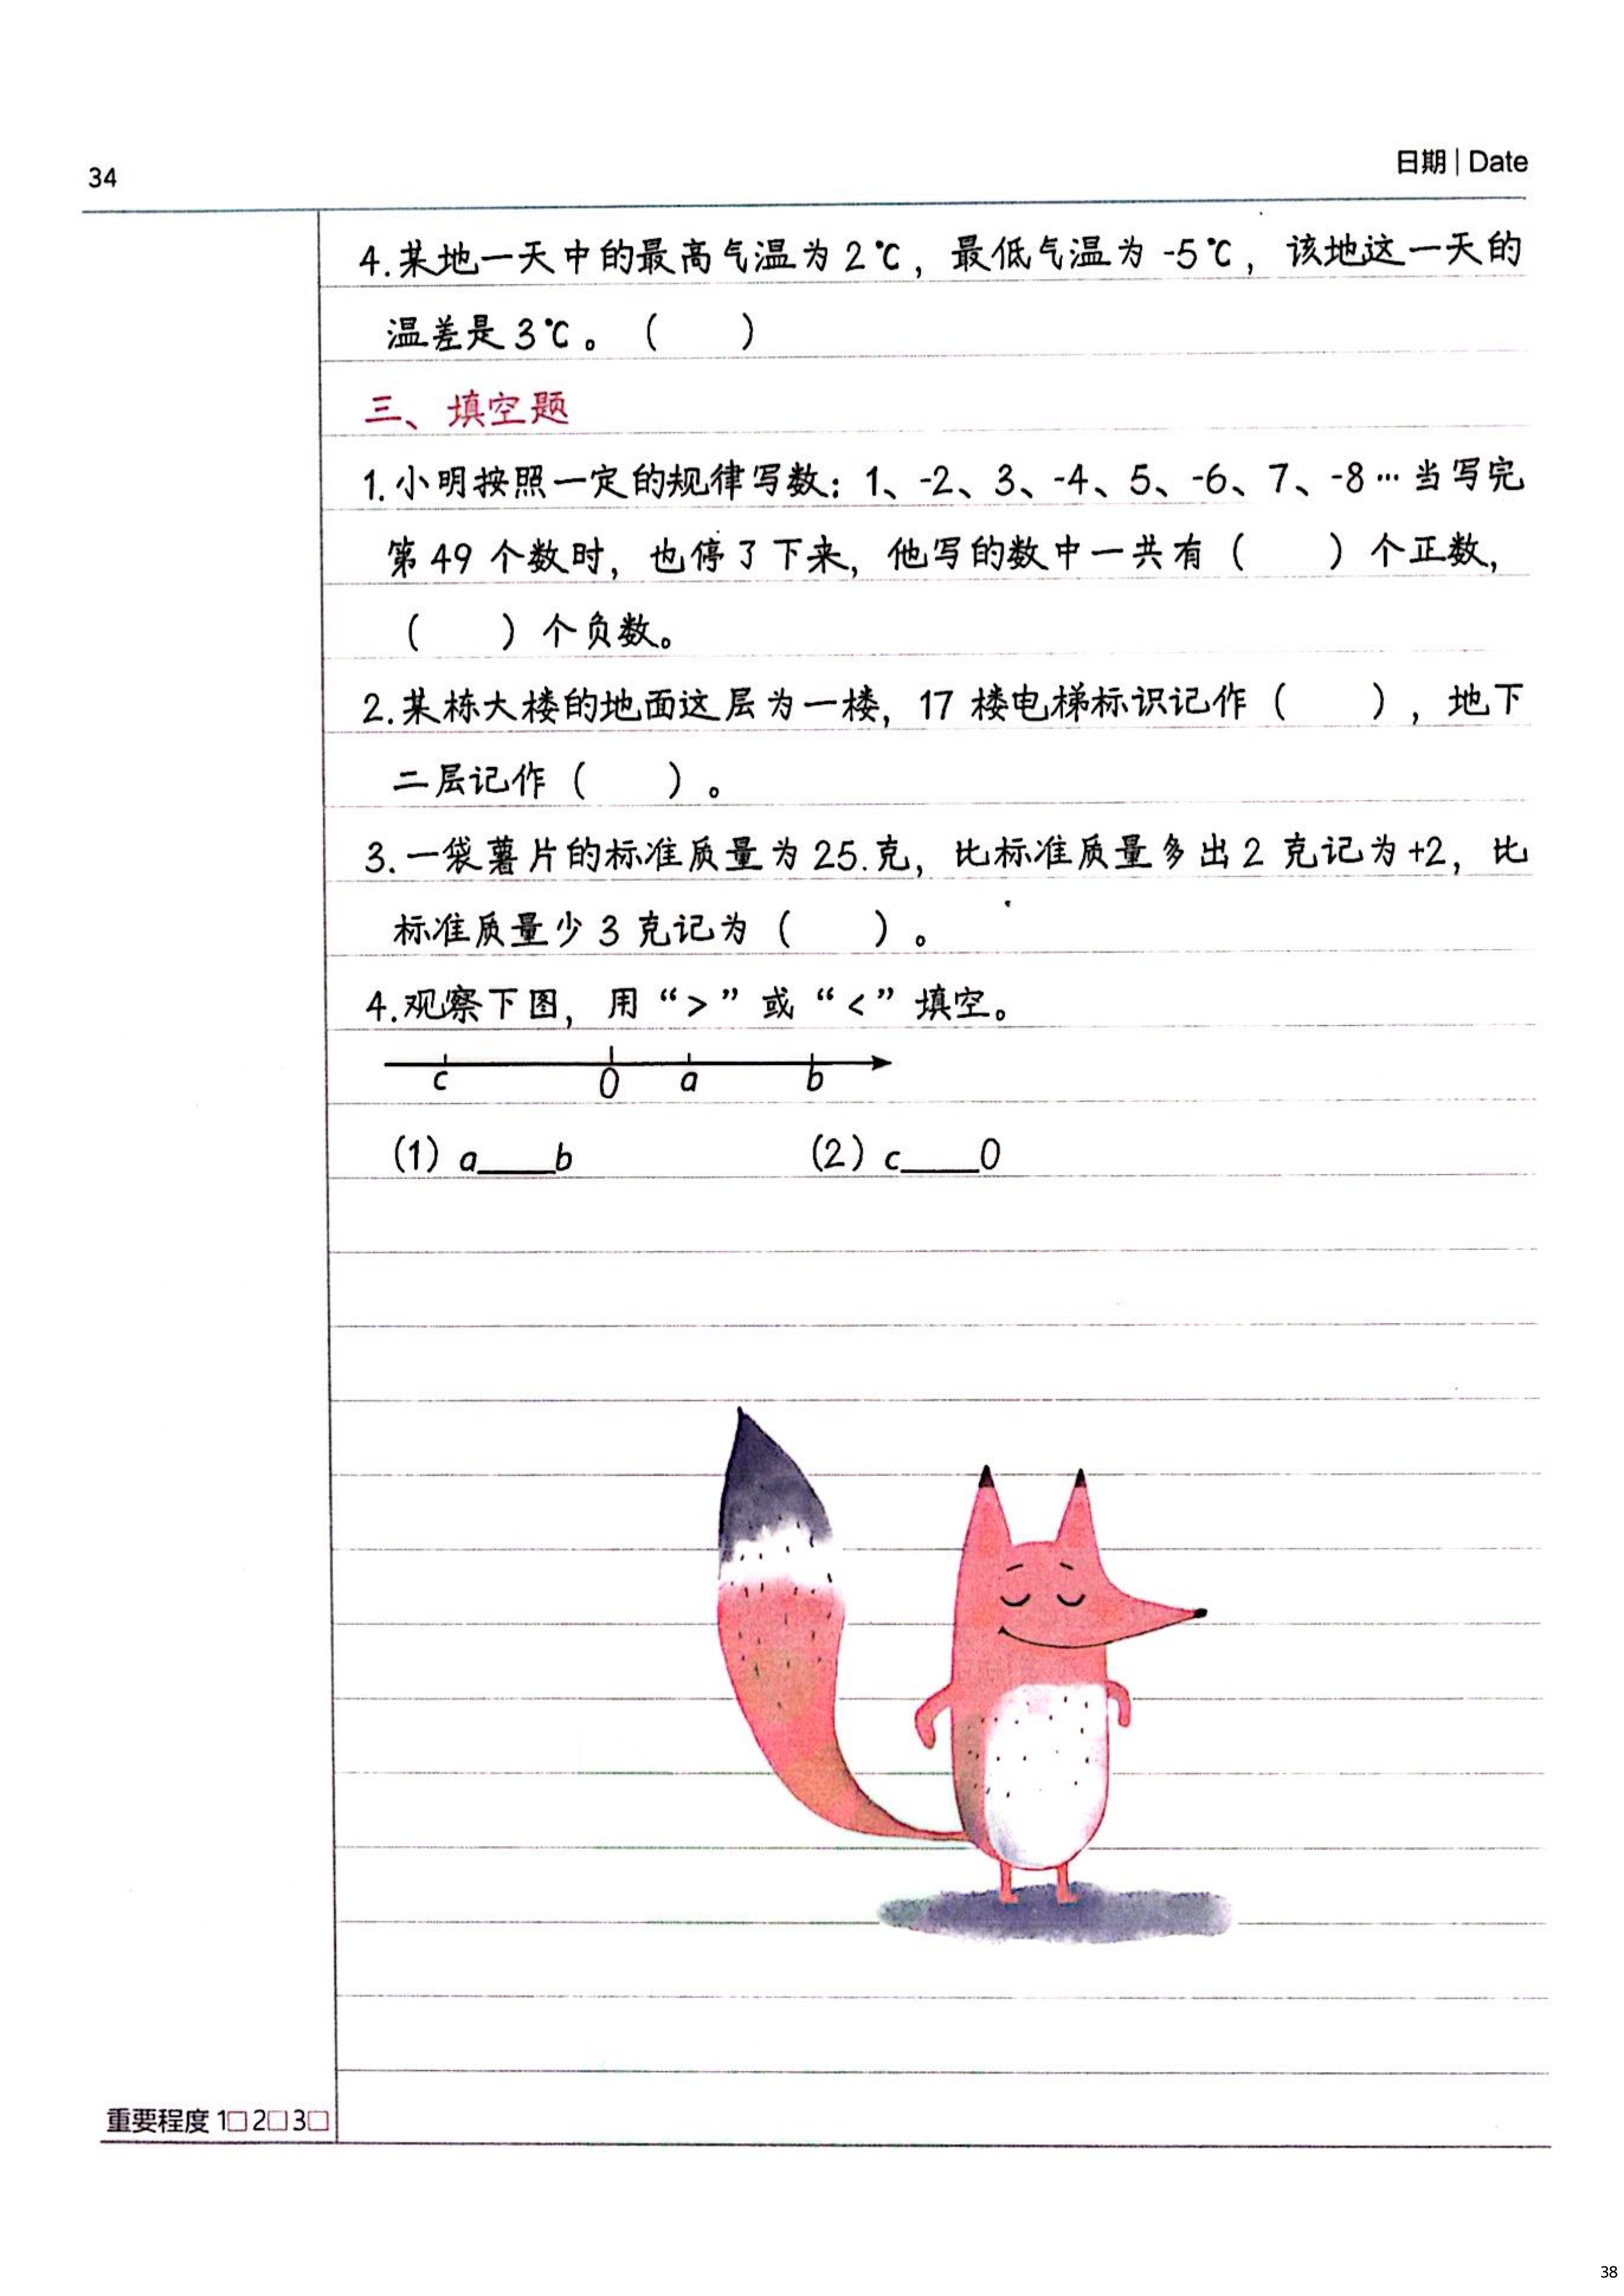 34
日期 | Date
4.某地一天中的最高气温为2℃，最低气温为-5℃，该地这一天的
温差是3℃。（　　）
三、填空题
1.小明按照一定的规律写数：1、-2、3、-4、5、-6、7、-8…当写完
第49个数时，也停了下来，他写的数中一共有（　　）个正数，
（　　）个负数。
2.某栋大楼的地面这层为一楼，17楼电梯标识记作（　　），地下
二层记作（　　）。
3.一袋薯片的标准质量为25.克，比标准质量多出2克记为+2，比
标准质量少3克记为（　　）。
4.观察下图，用“>”或“<”填空。
c 0 a b
(1) a____b (2) c____0
重要程度 1□ 2□ 3□
38